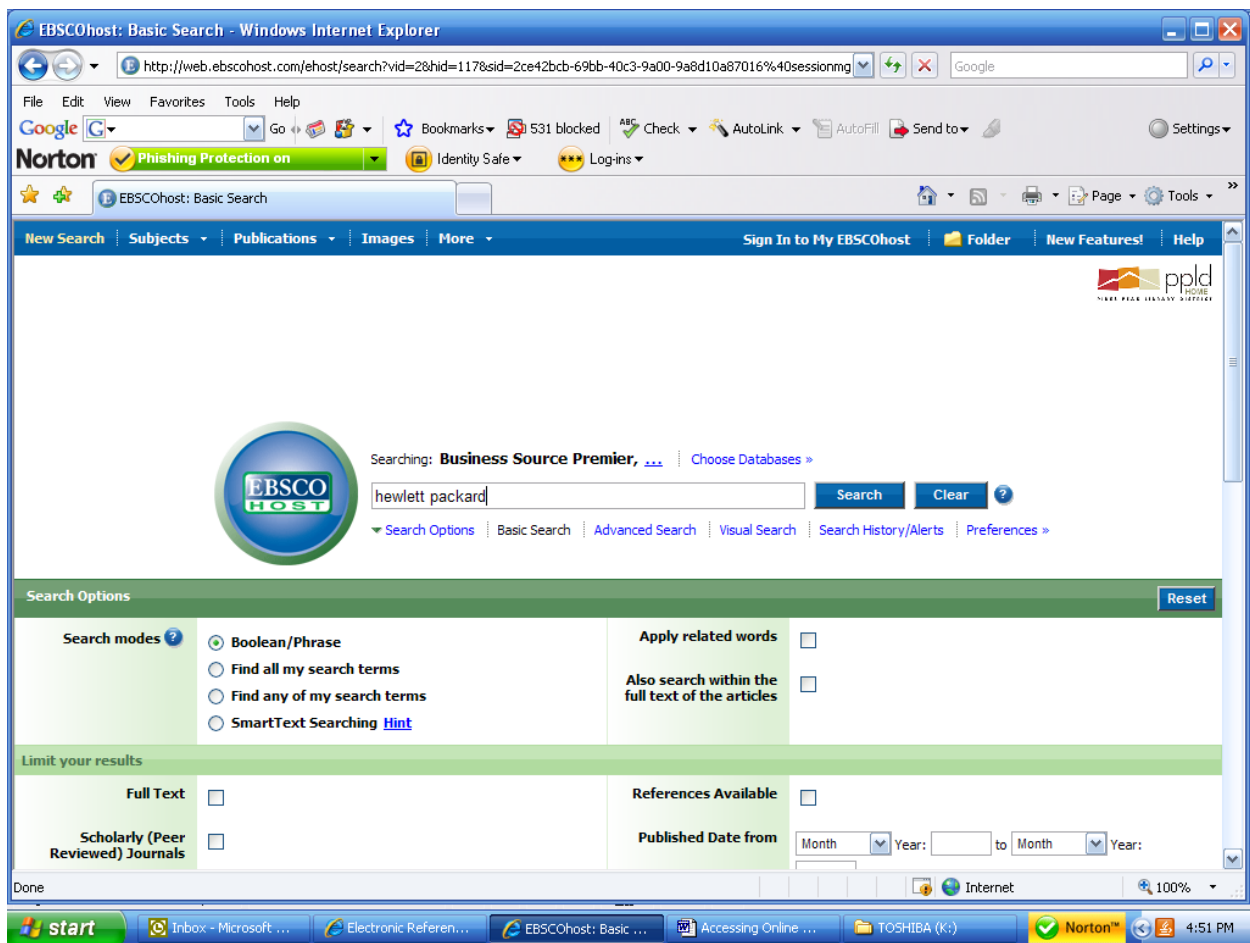 EBSCOhost: Basic Search - Windows Internet Explorer
http://web.ebscohost.com/ehost/search?vid=2&hid=117&sid=2ce42bcb-69bb-40c3-9a00-9a8d10a87016%40sessionmg
Google
File Edit View Favorites Tools Help
Google G Go Bookmarks 531 blocked ABC Check AutoLink AutoFill Send to Settings
Norton Phishing Protection on Identity Safe Log-ins
EBSCOhost: Basic Search Page Tools
New Search Subjects Publications Images More Sign In to My EBSCOhost Folder New Features! Help
ppld
HOME
PIKES PEAK LIBRARY DISTRICT
Searching: Business Source Premier, ... Choose Databases »
EBSCO
HOST
hewlett packard Search Clear ?
Search Options Basic Search Advanced Search Visual Search Search History/Alerts Preferences »
Search Options Reset
Search modes ? Boolean/Phrase Apply related words
Find all my search terms
Find any of my search terms Also search within the
full text of the articles
SmartText Searching Hint
Limit your results
Full Text References Available
Scholarly (Peer
Reviewed) Journals
Published Date from Month Year: to Month Year:
Done Internet 100%
start Inbox - Microsoft ... Electronic Referen... EBSCOhost: Basic ... Accessing Online ... TOSHIBA (K:) Norton™ 4:51 PM